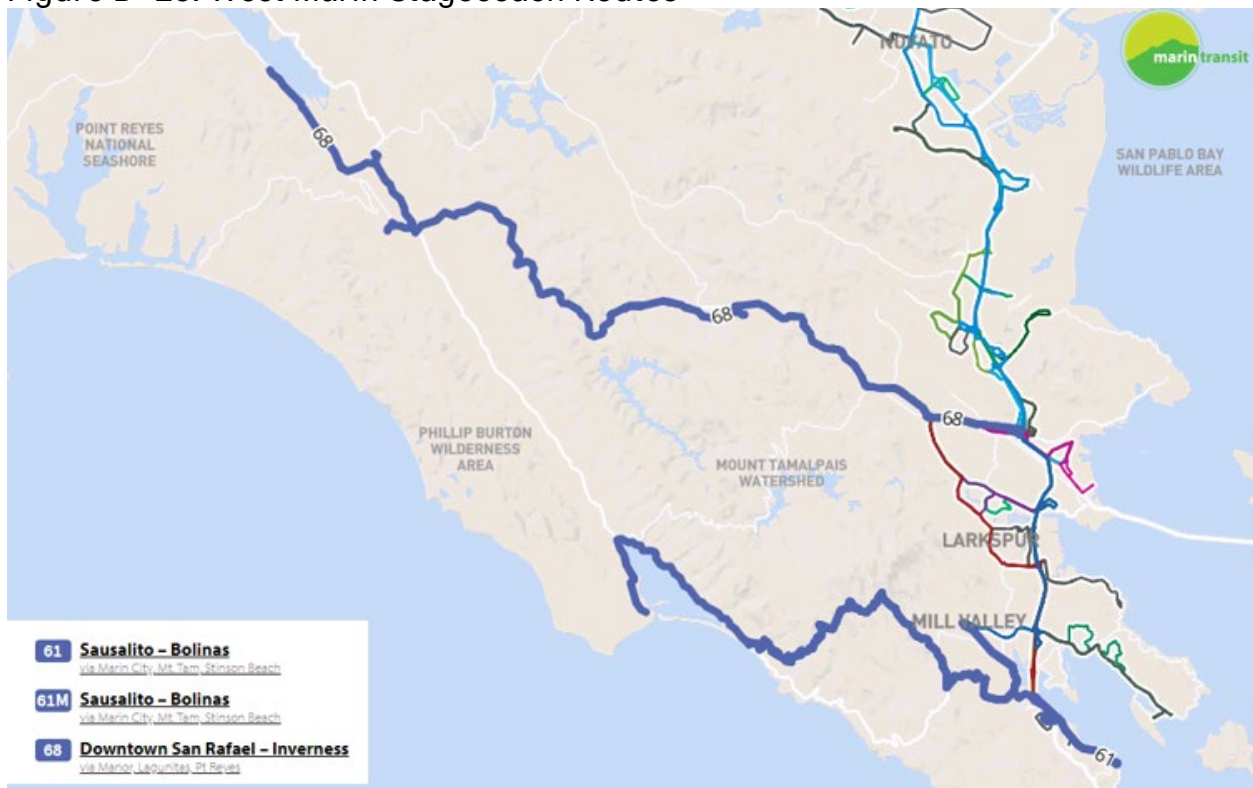 Figure B- 28: West Marin Stagecoach Routes
NOVATO
marintransit
68
POINT REYES
NATIONAL
SEASHORE
SAN PABLO BAY
WILDLIFE AREA
68
68
PHILLIP BURTON
WILDERNESS
AREA
MOUNT TAMALPAIS
WATERSHED
LARKSPUR
MILL VALLEY
61 Sausalito – Bolinas
via Marin City, Mt. Tam, Stinson Beach
61M Sausalito – Bolinas
via Marin City, Mt. Tam, Stinson Beach
68 Downtown San Rafael – Inverness
via Manor, Lagunitas, Pt Reyes
61